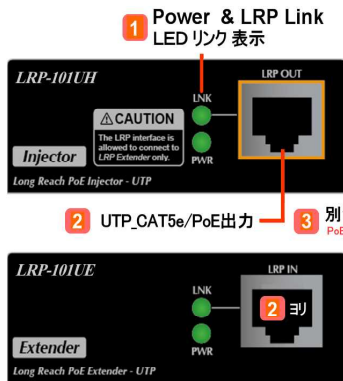 1 Power & LRP Link
LED リンク 表示
LRP-101UH
LRP OUT
LNK
⚠CAUTION
The LRP interface is
allowed to connect to
LRP Extender only.
Injector
PWR
Long Reach PoE Injector - UTP
2 UTP_CAT5e/PoE出力
3 別
PoE
LRP-101UE
LRP IN
LNK
2 ヨリ
Extender
PWR
Long Reach PoE Extender - UTP